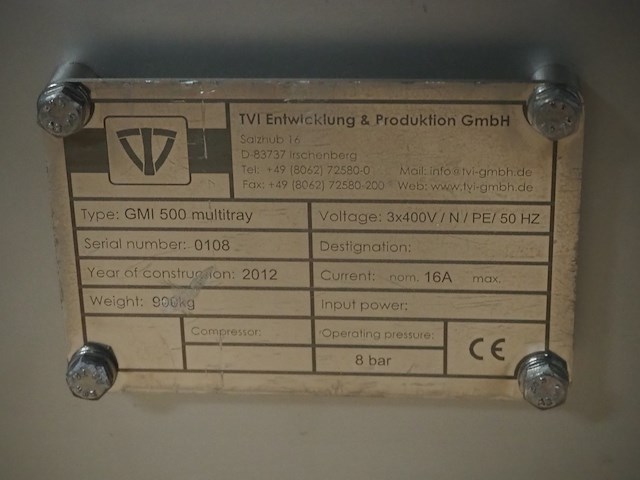 TVI Entwicklung & Produktion GmbH
Salzhub 16
D-83737 Irschenberg
Tel: +49 (8062) 72580-0 Mail: info@tvi-gmbh.de
Fax: +49 (8062) 72580-200 Web: www.tvi-gmbh.de
Type: GMI 500 multitray Voltage: 3x400V / N / PE/ 50 HZ
Serial number: 0108 Destignation:
Year of construction: 2012 Current: nom. 16A max.
Weight: 900kg Input power:
Compressor: Operating pressure: CE
8 bar